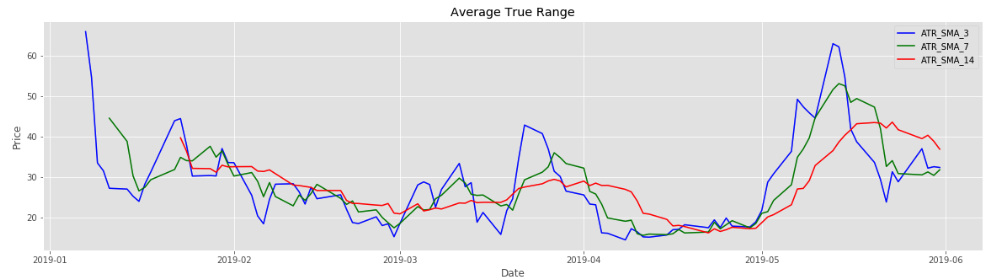 Average True Range
ATR_SMA_3
ATR_SMA_7
ATR_SMA_14
Price
60
50
40
30
20
2019-01
2019-02
2019-03
2019-04
2019-05
2019-06
Date